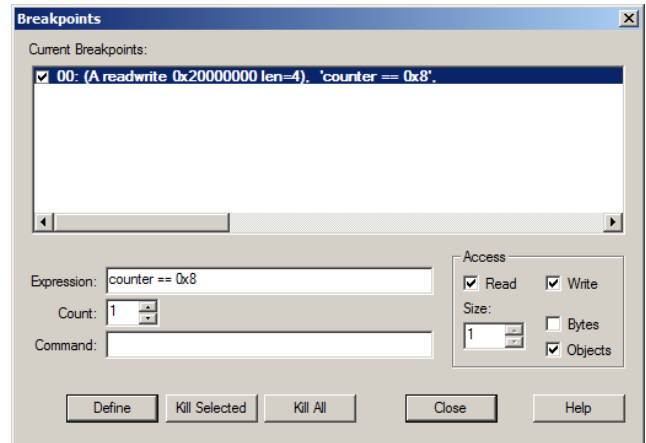 Breakpoints
Current Breakpoints:
00: (A readwrite 0x20000000 len=4), 'counter == 0x8',
Expression: counter == 0x8
Count: 1
Command:
Access
Read Write
Size:
1
Bytes
Objects
Define Kill Selected Kill All Close Help